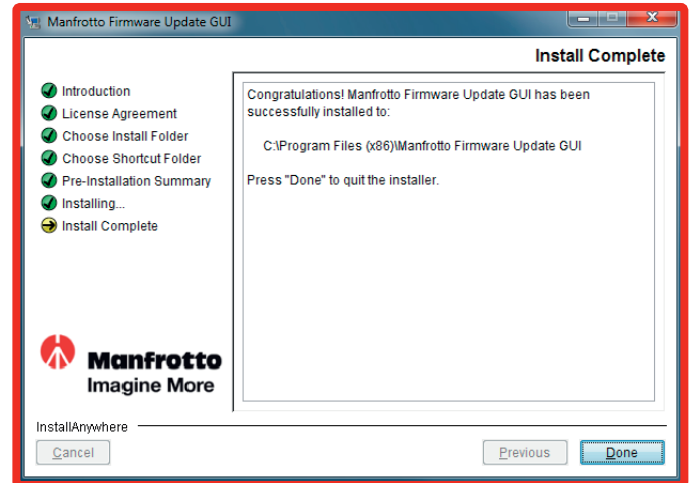 Manfrotto Firmware Update GUI
Install Complete
Introduction
License Agreement
Choose Install Folder
Choose Shortcut Folder
Pre-Installation Summary
Installing...
Install Complete
Congratulations! Manfrotto Firmware Update GUI has been
successfully installed to:
C:\Program Files (x86)\Manfrotto Firmware Update GUI
Press "Done" to quit the installer.
Manfrotto
Imagine More
InstallAnywhere
Cancel
Previous
Done